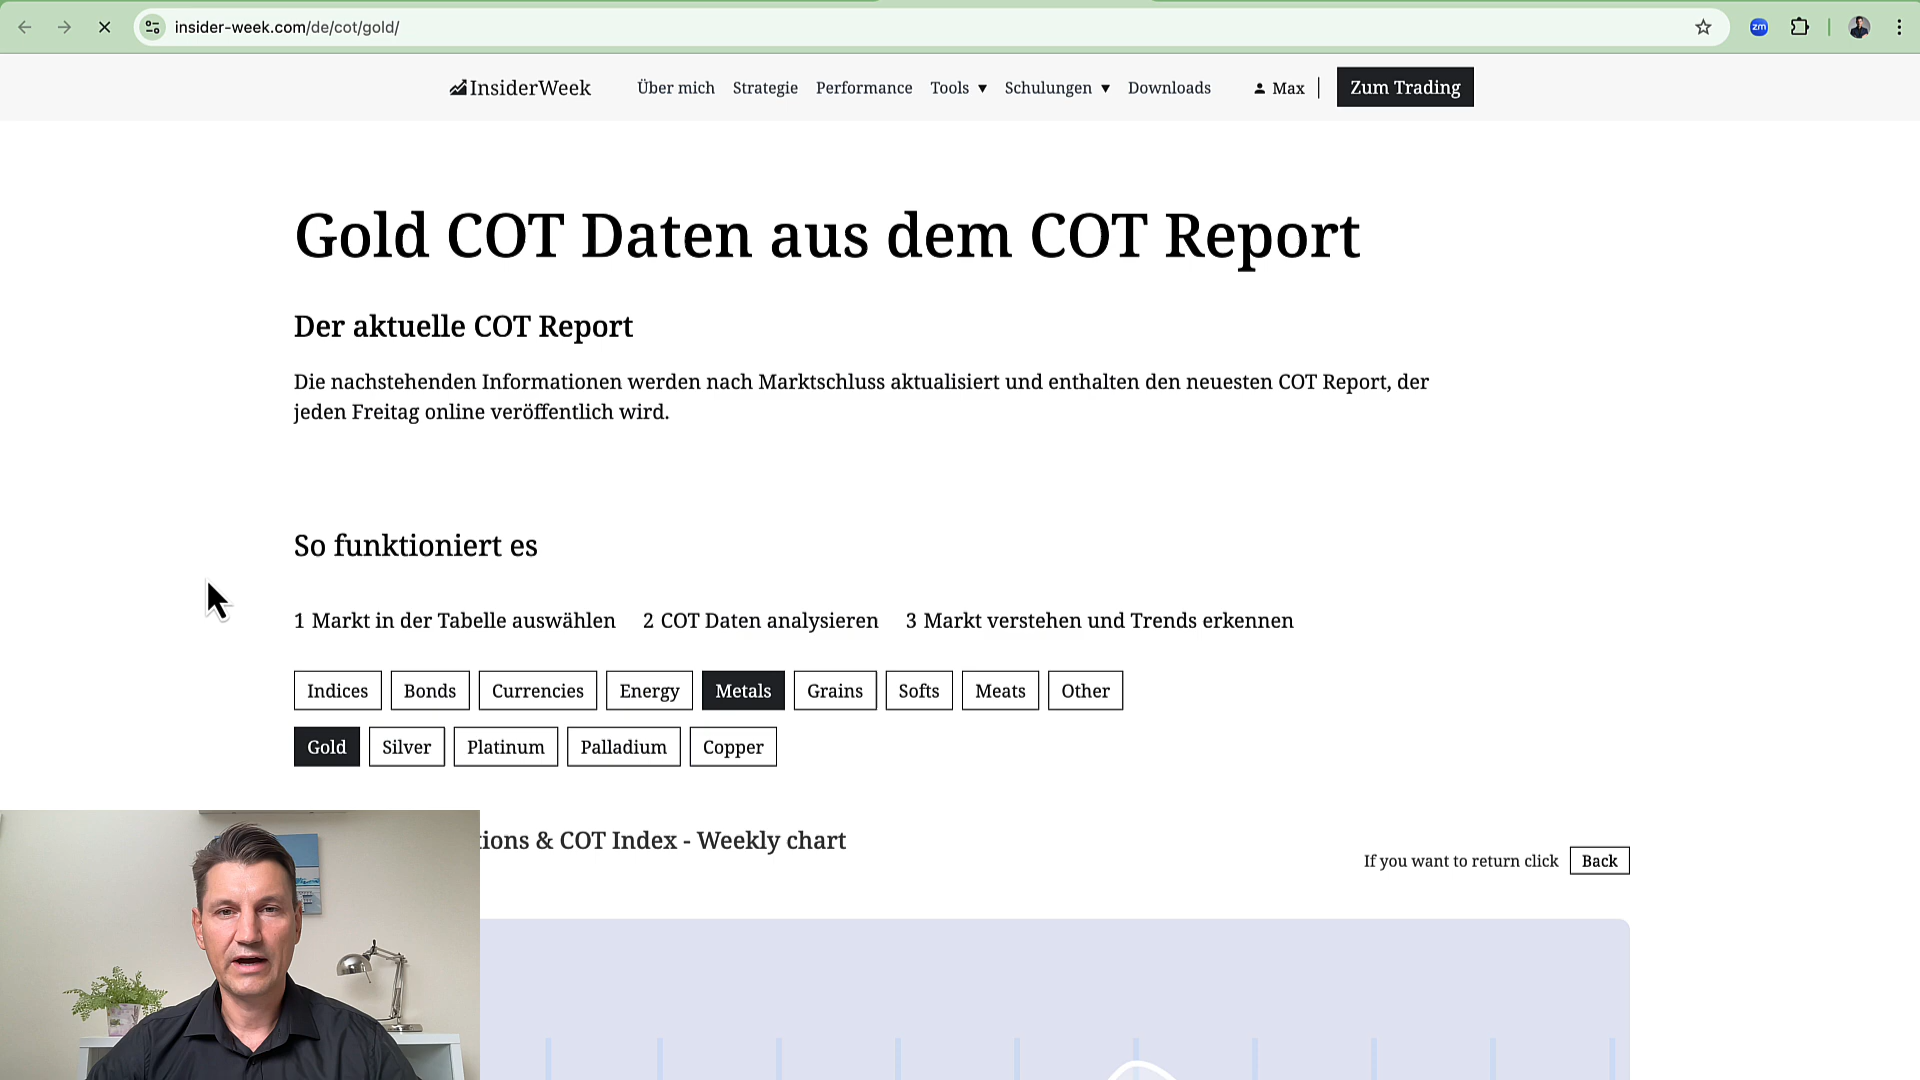 insider-week.com/de/cot/gold/
zm
InsiderWeek
Über mich Strategie Performance Tools ▼ Schulungen ▼ Downloads Max Zum Trading
Gold COT Daten aus dem COT Report
Der aktuelle COT Report
Die nachstehenden Informationen werden nach Marktschluss aktualisiert und enthalten den neuesten COT Report, der
jeden Freitag online veröffentlich wird.
So funktioniert es
1 Markt in der Tabelle auswählen 2 COT Daten analysieren 3 Markt verstehen und Trends erkennen
Indices Bonds Currencies Energy Metals Grains Softs Meats Other
Gold Silver Platinum Palladium Copper
tions & COT Index - Weekly chart
If you want to return click Back